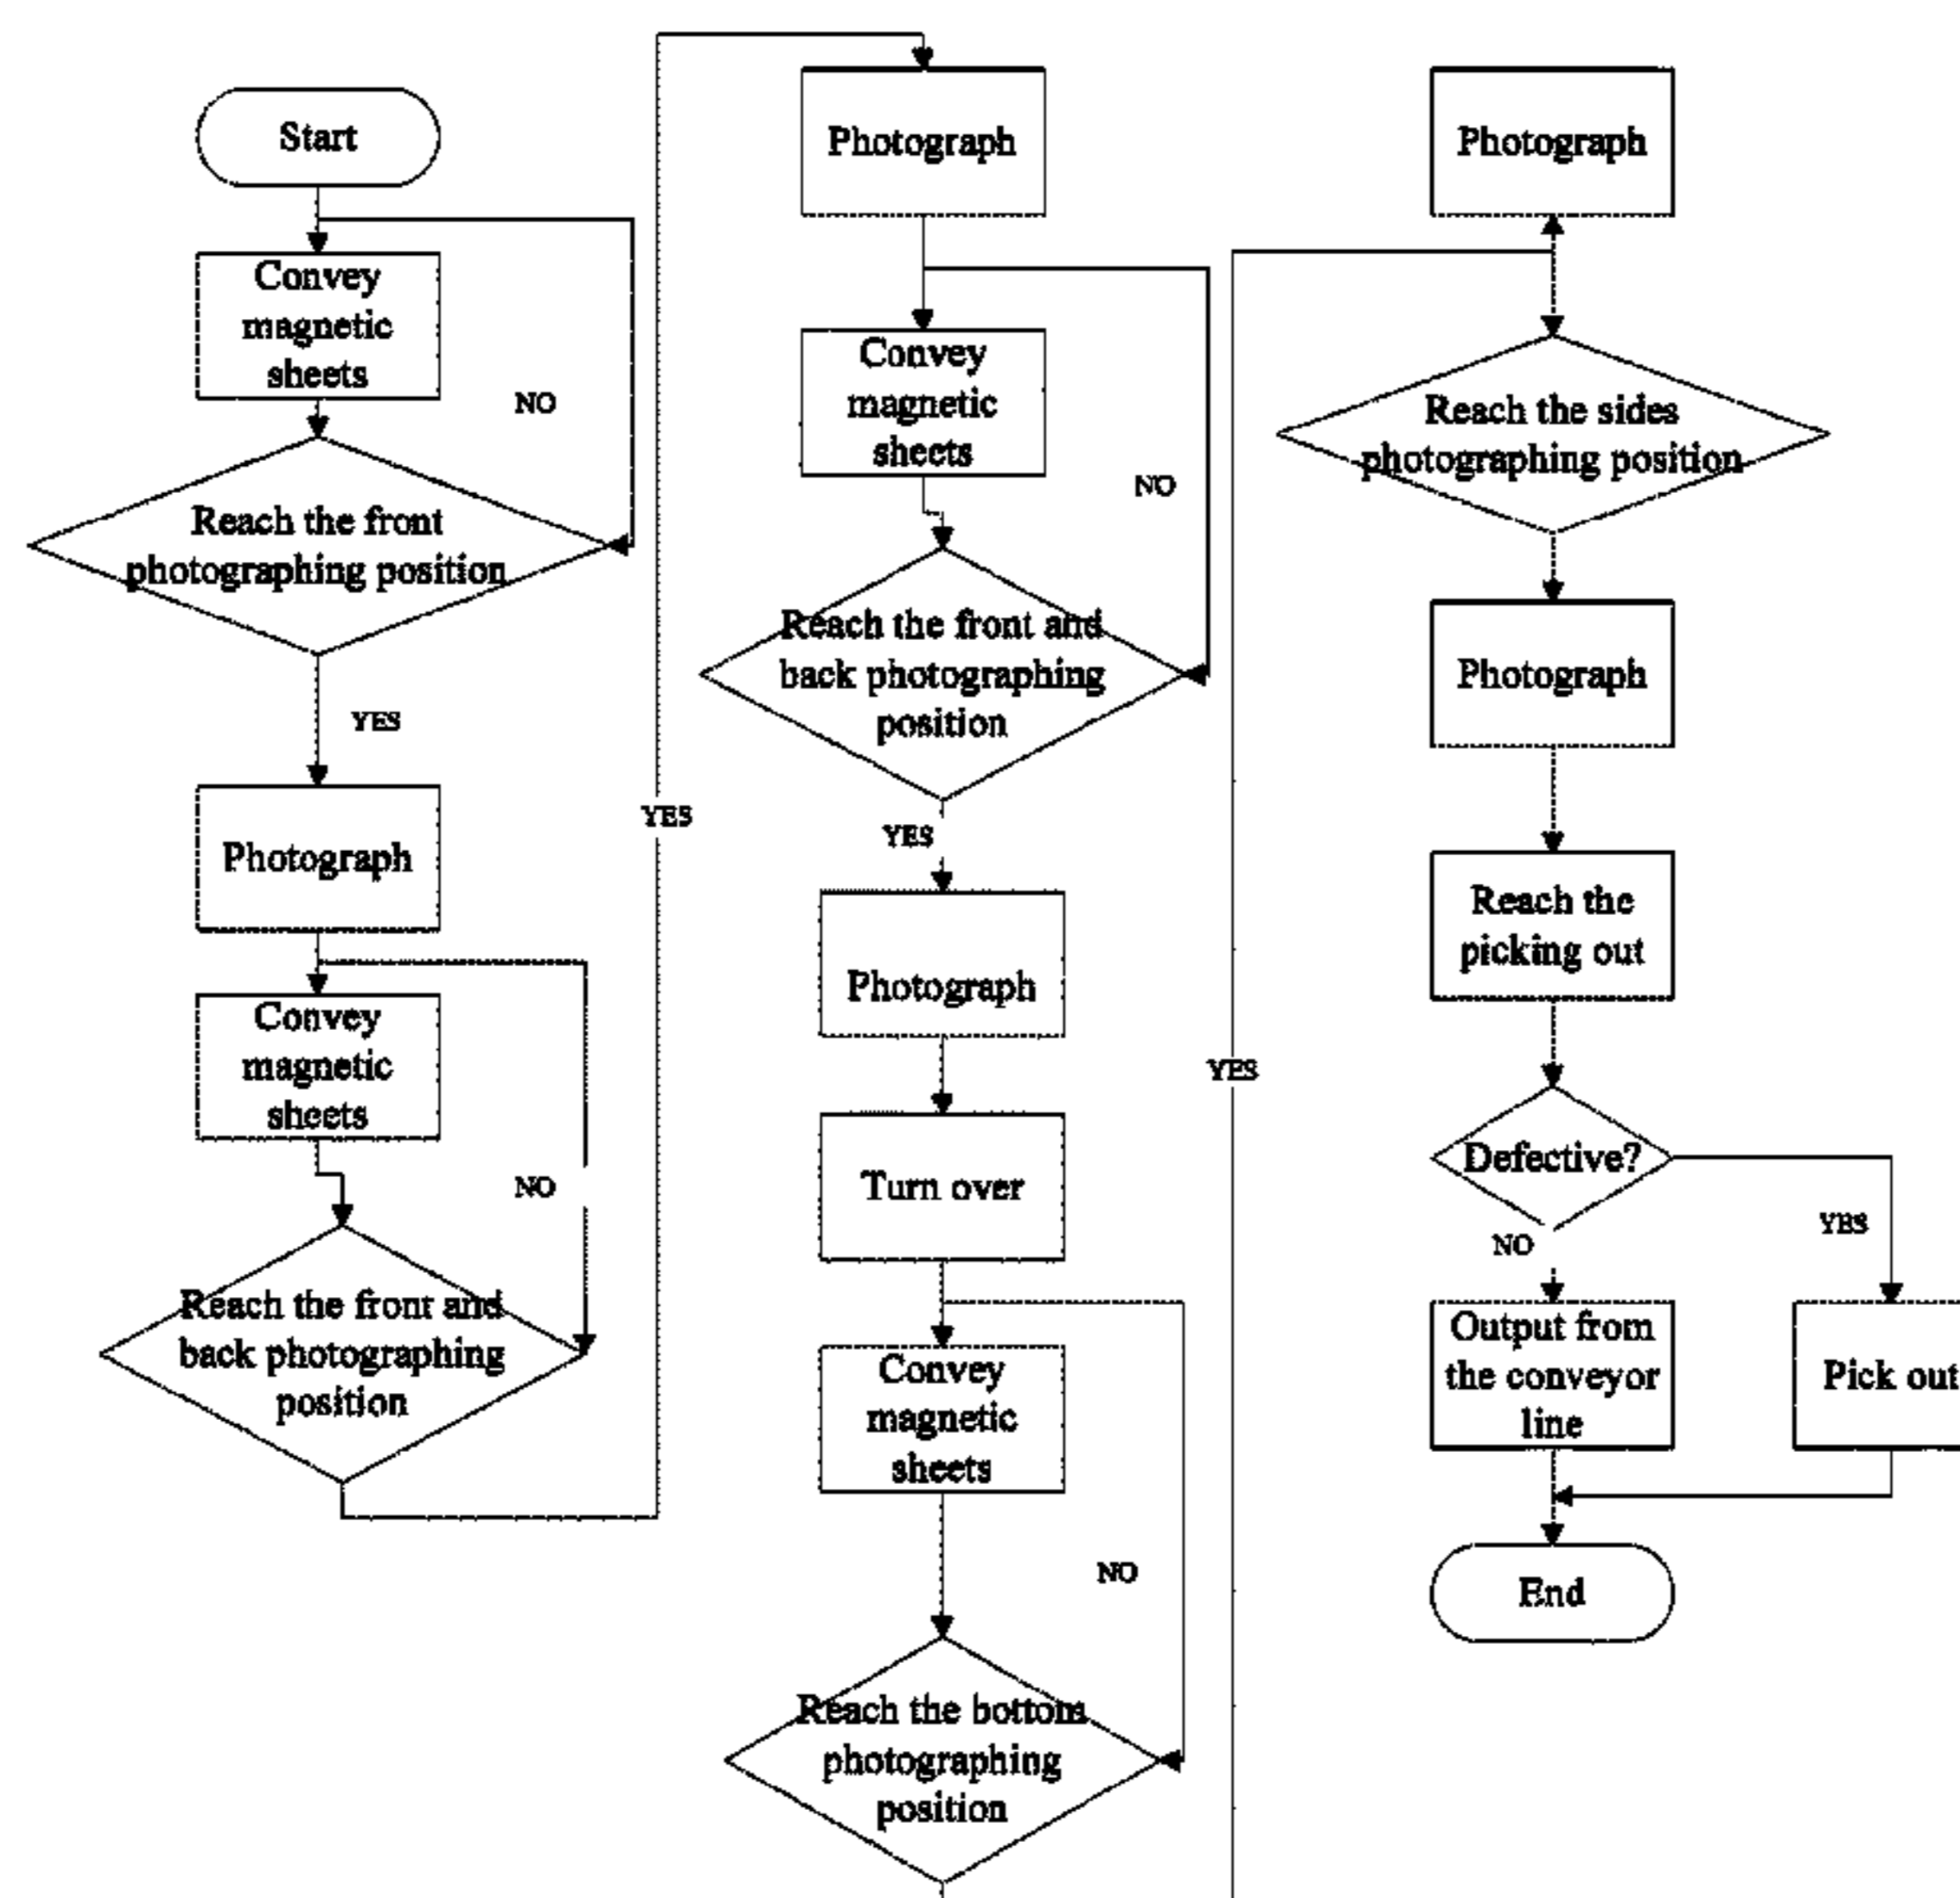 Start
Convey
magnetic
sheets
NO
Reach the front
photographing position
YES
Photograph
Convey
magnetic
sheets
NO
Reach the front and
back photographing
position
YES
Photograph
Convey
magnetic
sheets
NO
Reach the front and
back photographing
position
YES
Photograph
Turn over
Convey
magnetic
sheets
NO
Reach the bottom
photographing
position
YES
Photograph
Reach the sides
photographing position
Photograph
Reach the
picking out
Defective?
NO
YES
Output from
the conveyor
line
Pick out
End